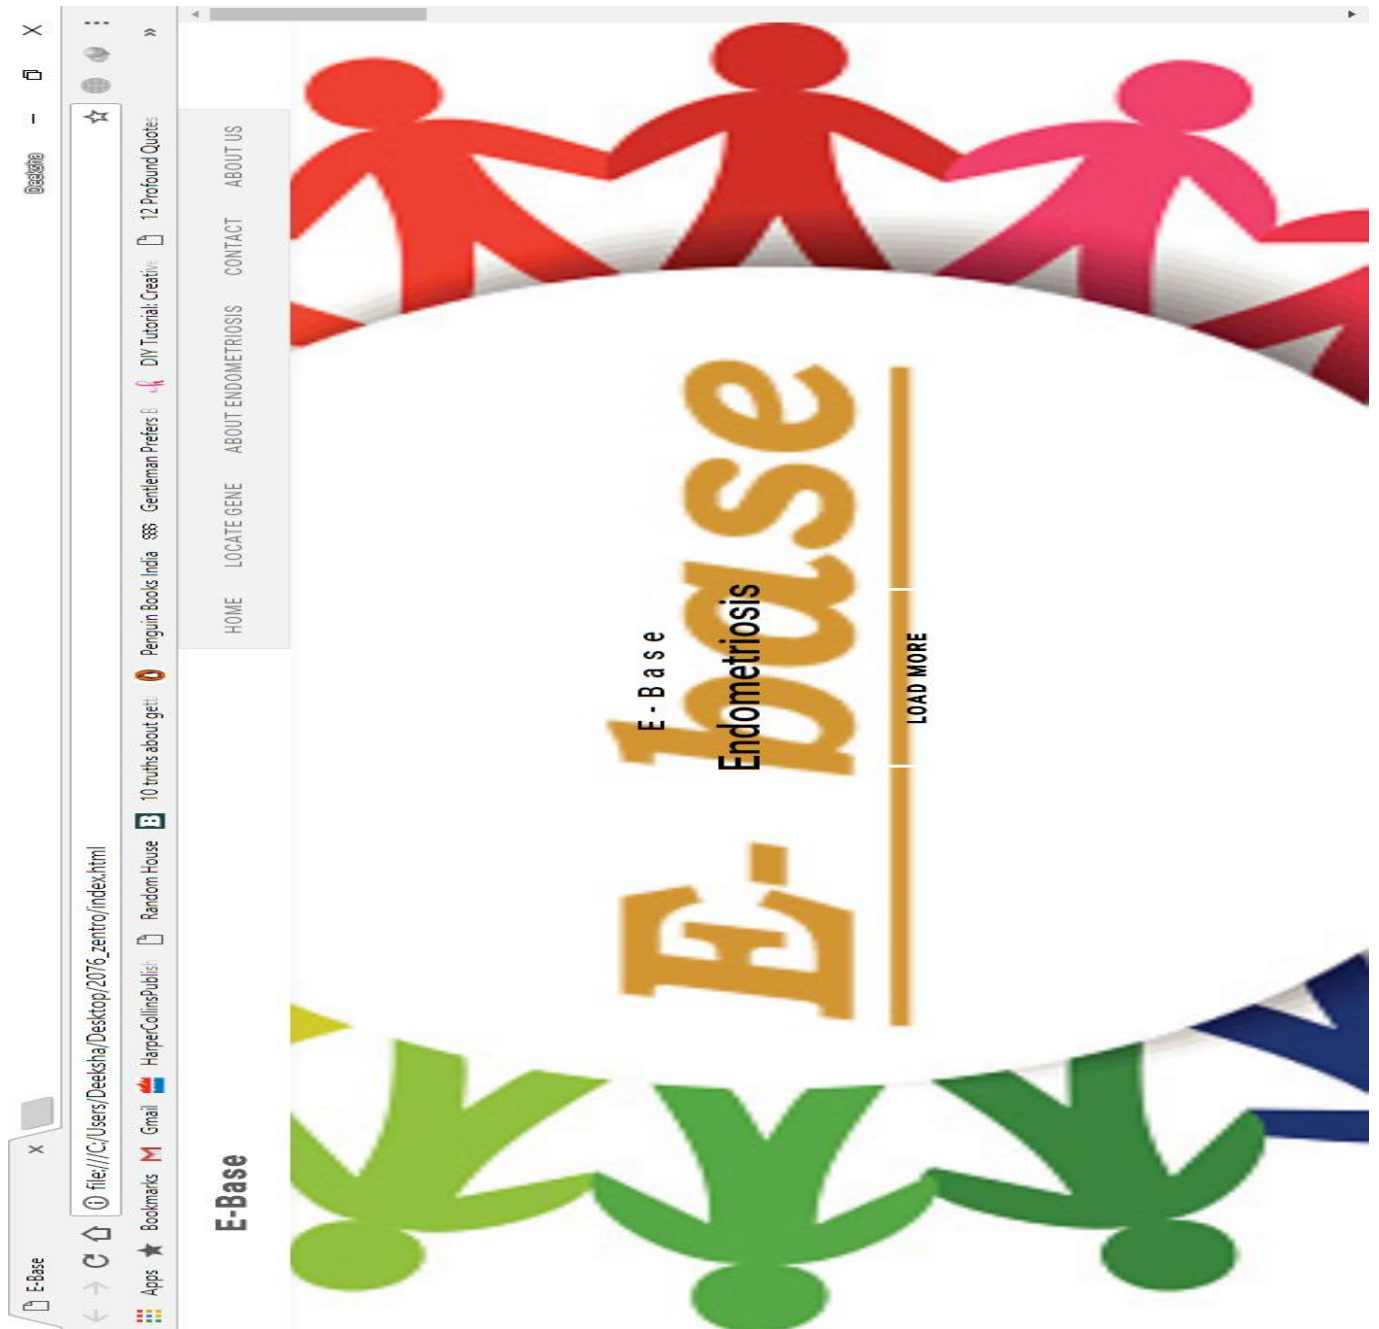 E-Base
Deeksha
file:///C:/Users/Deeksha/Desktop/2076_zentro/index.html
Apps Bookmarks Gmail HarperCollinsPublish Random House 10 truths about gett Penguin Books India Gentleman Prefers B DIY Tutorial: Creative 12 Profound Quotes
E-Base HOME LOCATE GENE ABOUT ENDOMETRIOSIS CONTACT ABOUT US
E-Base
Endometriosis
E- base
LOAD MORE